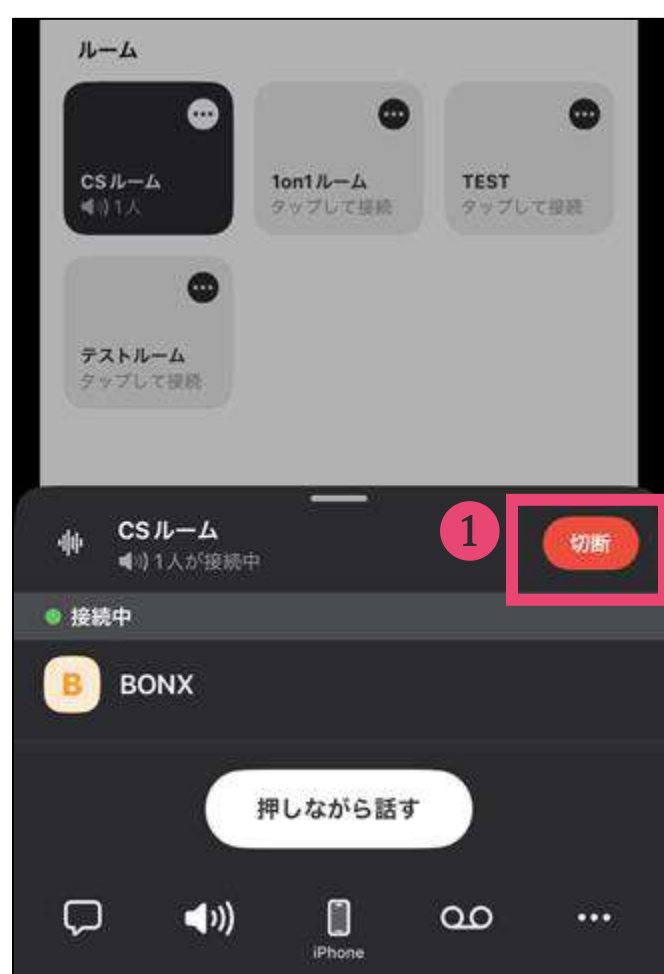 ルーム
CSルーム
1人
1on1ルーム
タップして接続
TEST
タップして接続
テストルーム
タップして接続
CSルーム
1人が接続中
1
切断
接続中
B
BONX
押しながら話す
iPhone